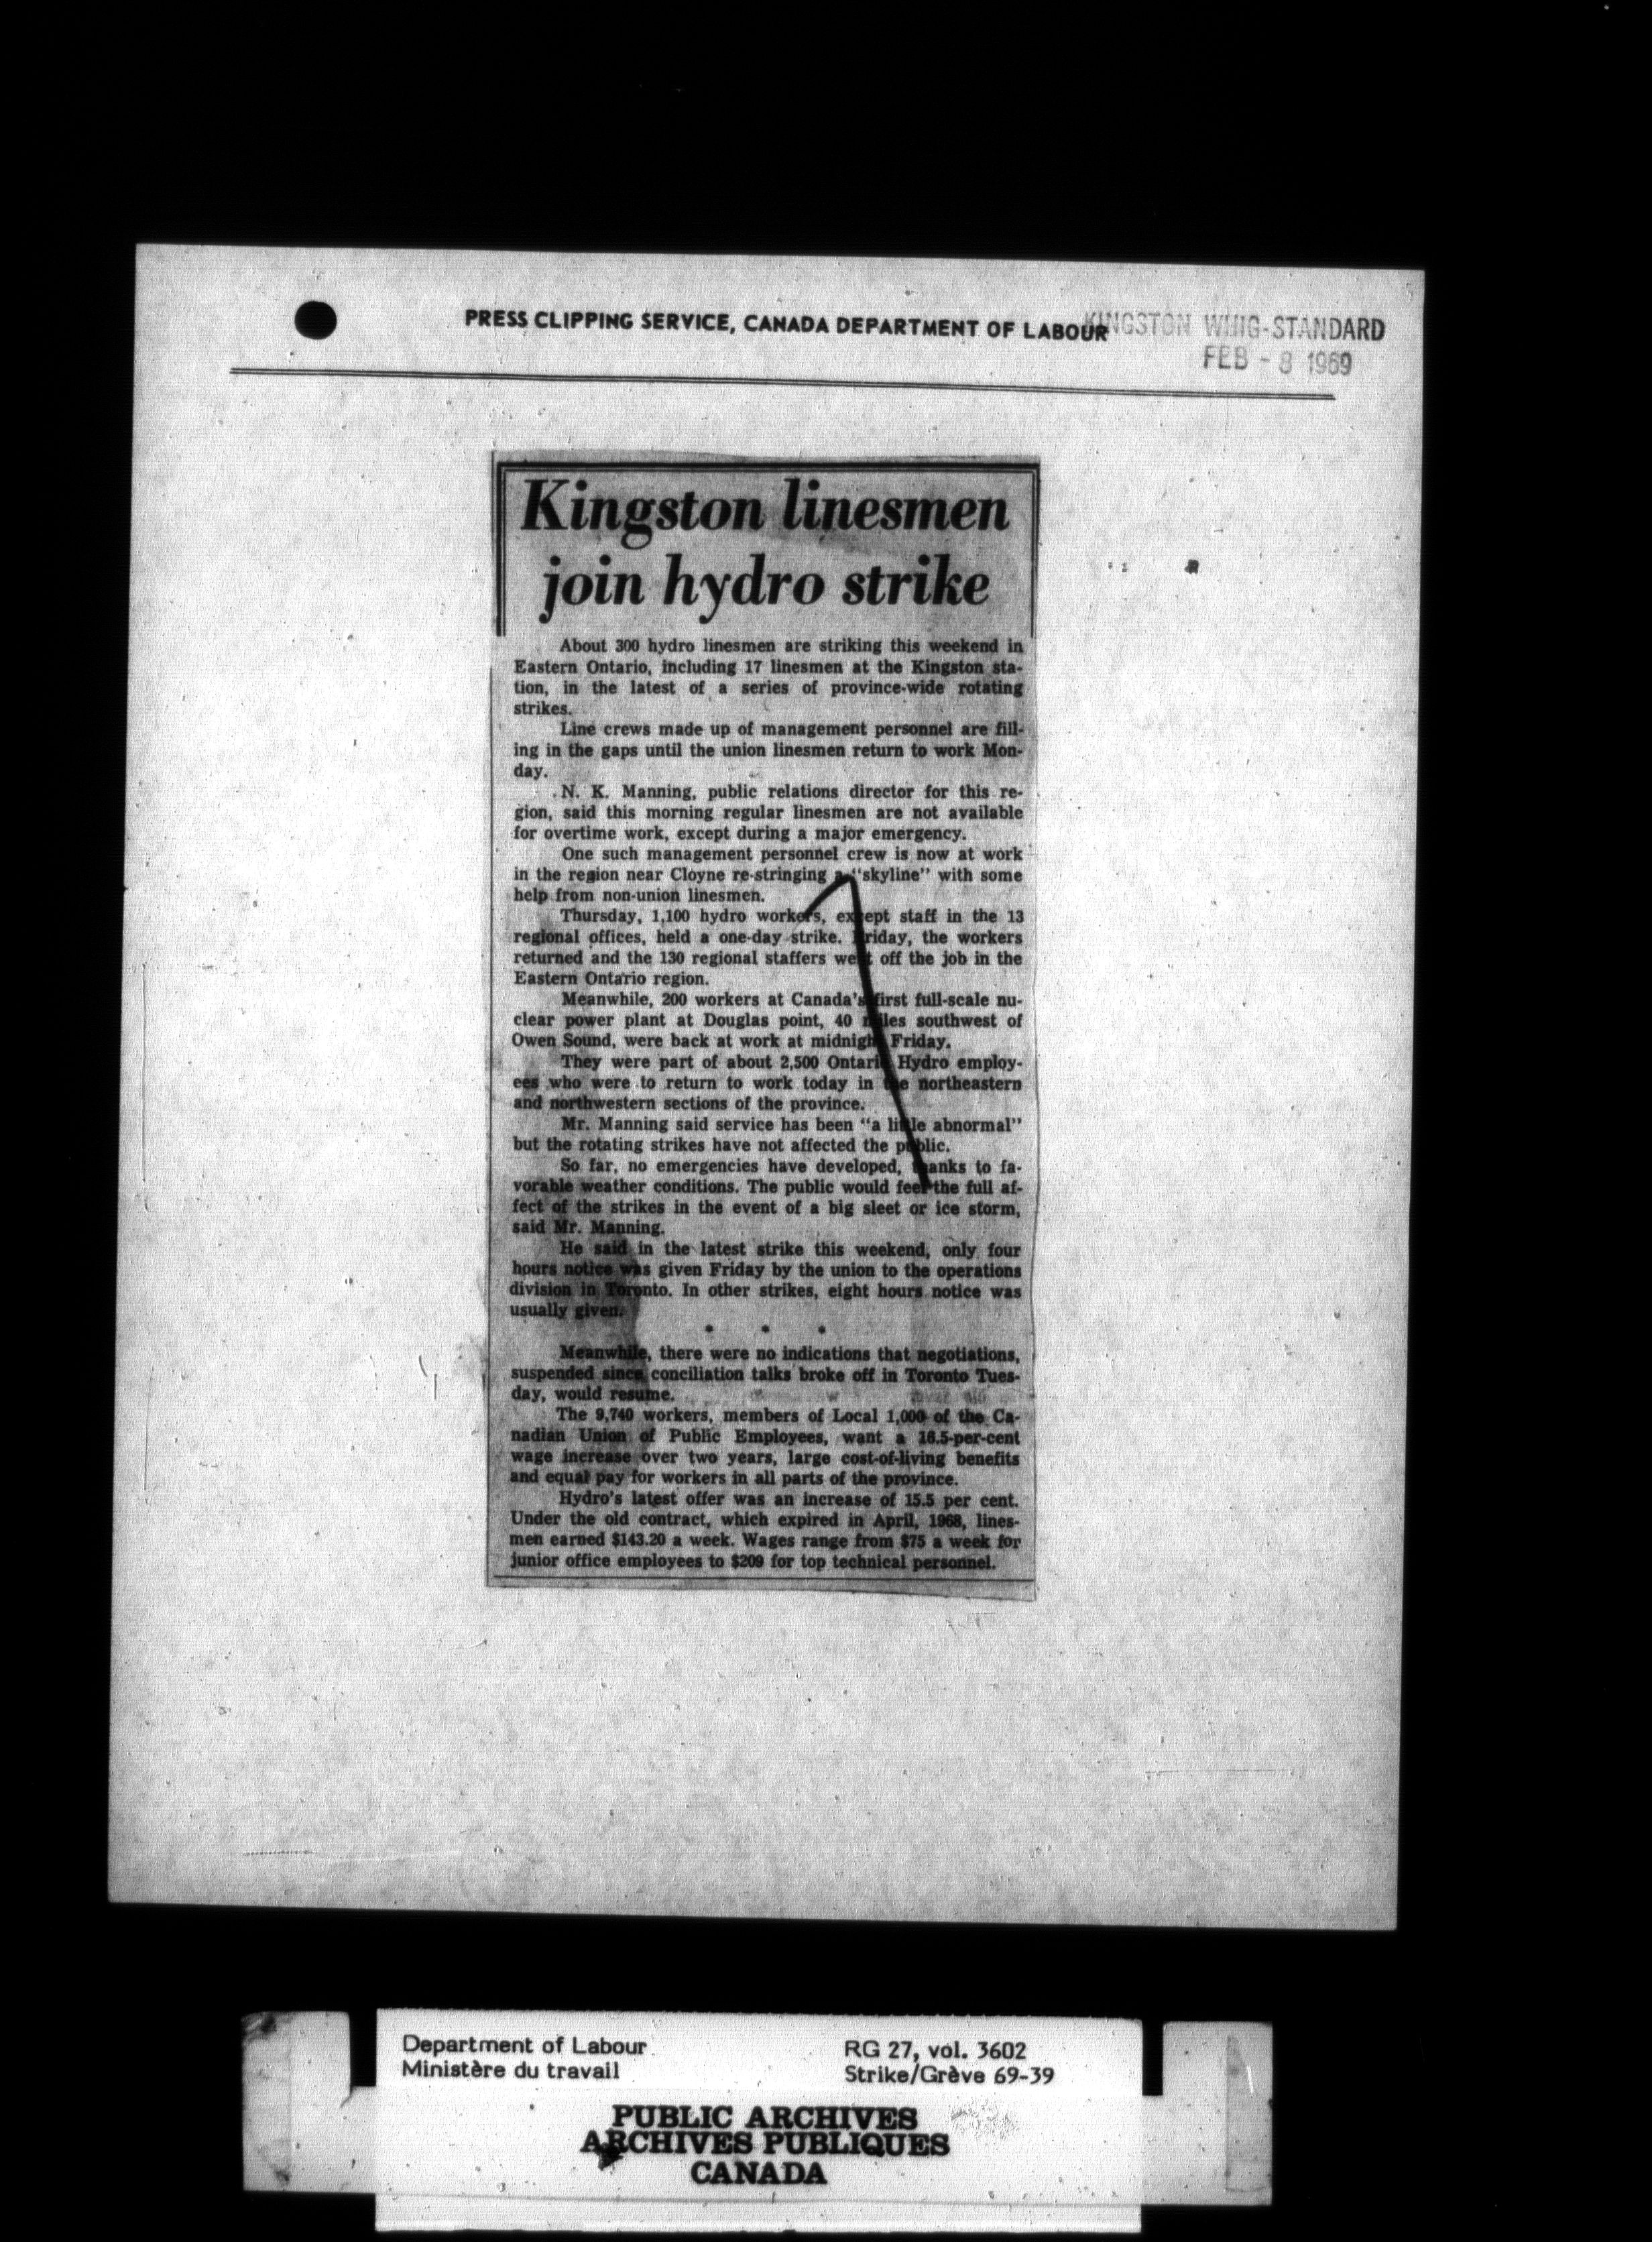 PRESS CLIPPING SERVICE, CANADA DEPARTMENT OF LABOUR
KINGSTON WHIG-STANDARD
FEB - 8 1969
Kingston linesmen
join hydro strike
About 300 hydro linesmen are striking this weekend in
Eastern Ontario, including 17 linesmen at the Kingston sta-
tion, in the latest of a series of province-wide rotating
strikes.
Line crews made up of management personnel are fill-
ing in the gaps until the union linesmen return to work Mon-
day.
N. K. Manning, public relations director for this re-
gion, said this morning regular linesmen are not available
for overtime work, except during a major emergency.
One such management personnel crew is now at work
in the region near Cloyne re-stringing a "skyline" with some
help from non-union linesmen.
Thursday, 1,100 hydro workers, except staff in the 13
regional offices, held a one-day strike. Friday, the workers
returned and the 130 regional staffers went off the job in the
Eastern Ontario region.
Meanwhile, 200 workers at Canada's first full-scale nu-
clear power plant at Douglas point, 40 miles southwest of
Owen Sound, were back at work at midnight Friday.
They were part of about 2,500 Ontario Hydro employ-
ees who were to return to work today in the northeastern
and northwestern sections of the province.
Mr. Manning said service has been "a little abnormal"
but the rotating strikes have not affected the public.
So far, no emergencies have developed, thanks to fa-
vorable weather conditions. The public would feel the full af-
fect of the strikes in the event of a big sleet or ice storm,
said Mr. Manning.
He said in the latest strike this weekend, only four
hours notice was given Friday by the union to the operations
division in Toronto. In other strikes, eight hours notice was
usually given.
* * *
Meanwhile, there were no indications that negotiations,
suspended since conciliation talks broke off in Toronto Tues-
day, would resume.
The 9,740 workers, members of Local 1,000 of the Ca-
nadian Union of Public Employees, want a 16.5-per-cent
wage increase over two years, large cost-of-living benefits
and equal pay for workers in all parts of the province.
Hydro's latest offer was an increase of 15.5 per cent.
Under the old contract, which expired in April, 1968, lines-
men earned $143.20 a week. Wages range from $75 a week for
junior office employees to $209 for top technical personnel.
Department of Labour
Ministère du travail
RG 27, vol. 3602
Strike/Grève 69-39
PUBLIC ARCHIVES
ARCHIVES PUBLIQUES
CANADA